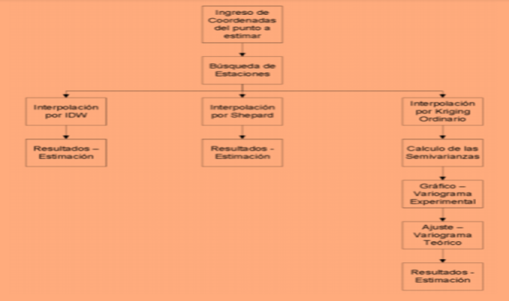 Ingreso de
Coordenadas
del punto a
estimar
Búsqueda de
Estaciones
Interpolación
por IDW
Interpolación
por Shepard
Interpolación
por Kriging
Ordinario
Resultados –
Estimación
Resultados -
Estimación
Calculo de las
Semivarianzas
Gráfico –
Variograma
Experimental
Ajuste –
Variograma
Teórico
Resultados -
Estimación